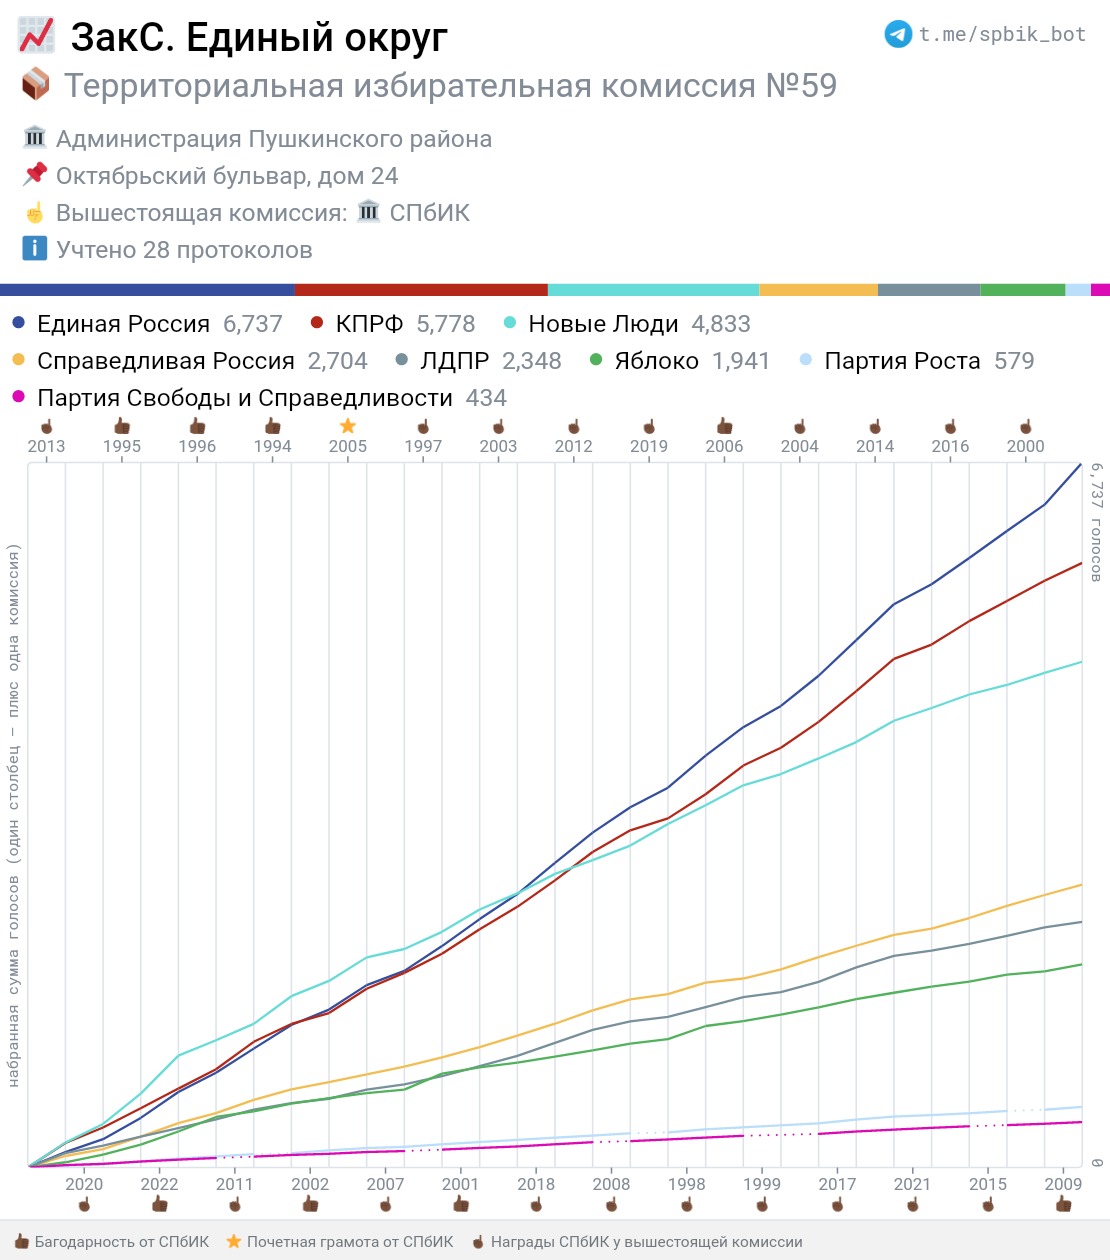 ЗакС. Единый округ
t.me/spbik_bot
Территориальная избирательная комиссия №59
Администрация Пушкинского района
Октябрьский бульвар, дом 24
Вышестоящая комиссия: СПбИК
Учтено 28 протоколов
Единая Россия 6,737 КПРФ 5,778 Новые Люди 4,833
Справедливая Россия 2,704 ЛДПР 2,348 Яблоко 1,941 Партия Роста 579
Партия Свободы и Справедливости 434
2013 1995 1996 1994 2005 1997 2003 2012 2019 2006 2004 2014 2016 2000
6,737 голосов
набранная сумма голосов (один столбец — плюс одна комиссия)
0
2020 2022 2011 2002 2007 2001 2018 2008 1998 1999 2017 2021 2015 2009
Багодарность от СПбИК Почетная грамота от СПбИК Награды СПбИК у вышестоящей комиссии